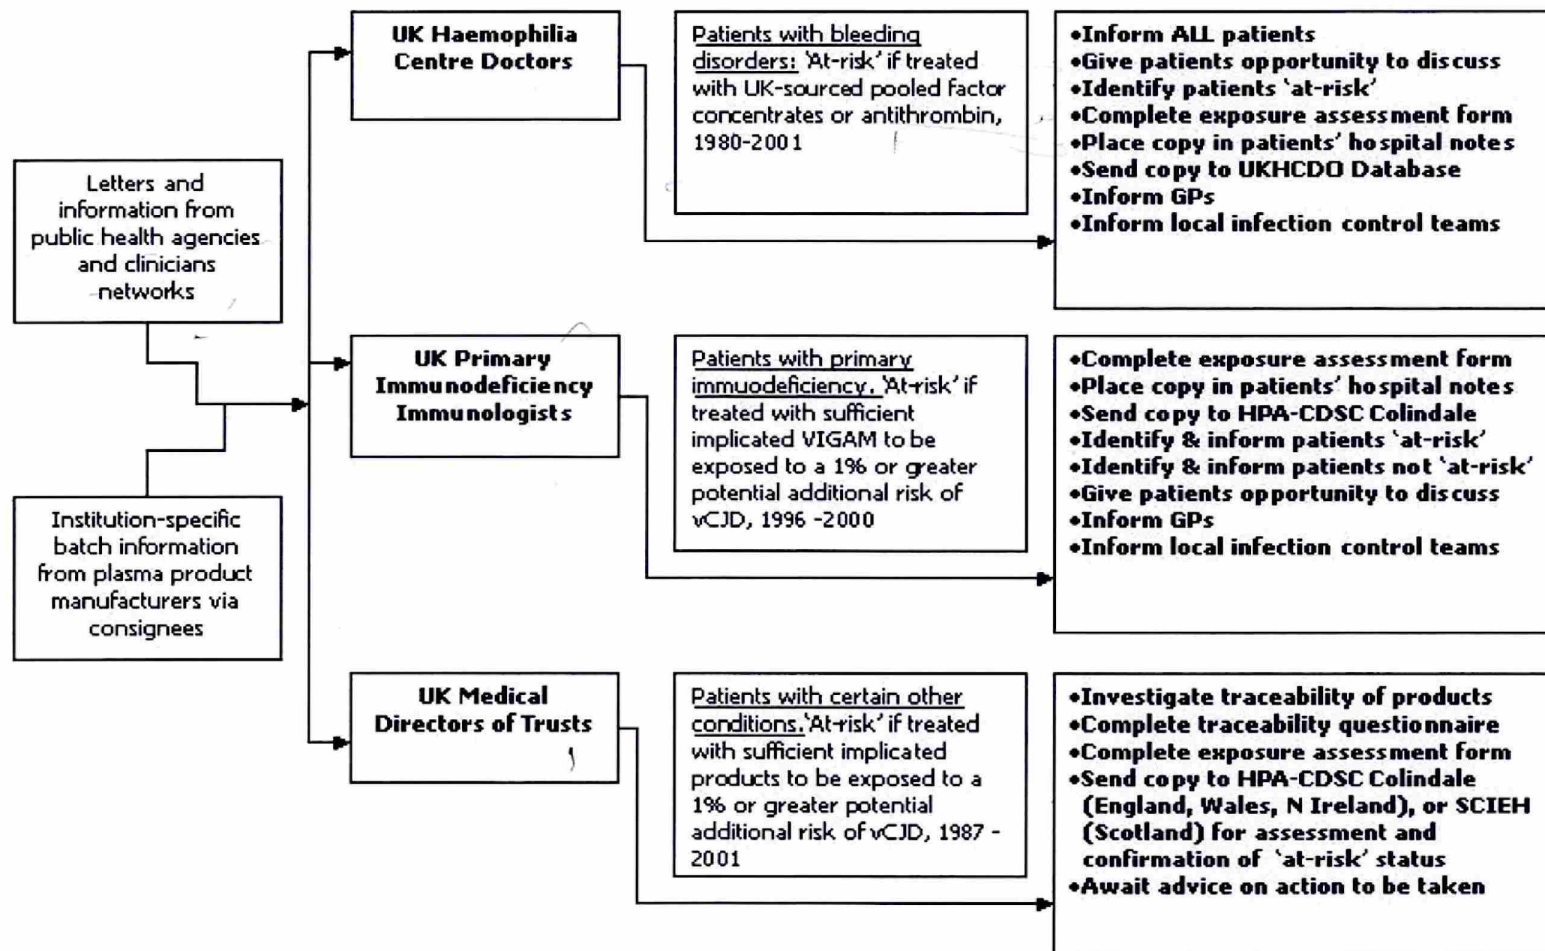 Letters and
information from
public health agencies
and clinicians
networks
Institution-specific
batch information
from plasma product
manufacturers via
consignees
UK Haemophilia
Centre Doctors
Patients with bleeding
disorders: 'At-risk' if treated
with UK-sourced pooled factor
concentrates or antithrombin,
1980-2001
•Inform ALL patients
•Give patients opportunity to discuss
•Identify patients 'at-risk'
•Complete exposure assessment form
•Place copy in patients' hospital notes
•Send copy to UKHCDO Database
•Inform GPs
•Inform local infection control teams
UK Primary
Immunodeficiency
Immunologists
Patients with primary
immuodeficiency. 'At-risk' if
treated with sufficient
implicated VIGAM to be
exposed to a 1% or greater
potential additional risk of
vCJD, 1996 -2000
•Complete exposure assessment form
•Place copy in patients' hospital notes
•Send copy to HPA-CDSC Colindale
•Identify & inform patients 'at-risk'
•Identify & inform patients not 'at-risk'
•Give patients opportunity to discuss
•Inform GPs
•Inform local infection control teams
UK Medical
Directors of Trusts
Patients with certain other
conditions.'At-risk' if treated
with sufficient implicated
products to be exposed to a
1% or greater potential
additional risk of vCJD, 1987 -
2001
•Investigate traceability of products
•Complete traceability questionnaire
•Complete exposure assessment form
•Send copy to HPA-CDSC Colindale
(England, Wales, N Ireland), or SCIEH
(Scotland) for assessment and
confirmation of 'at-risk' status
•Await advice on action to be taken